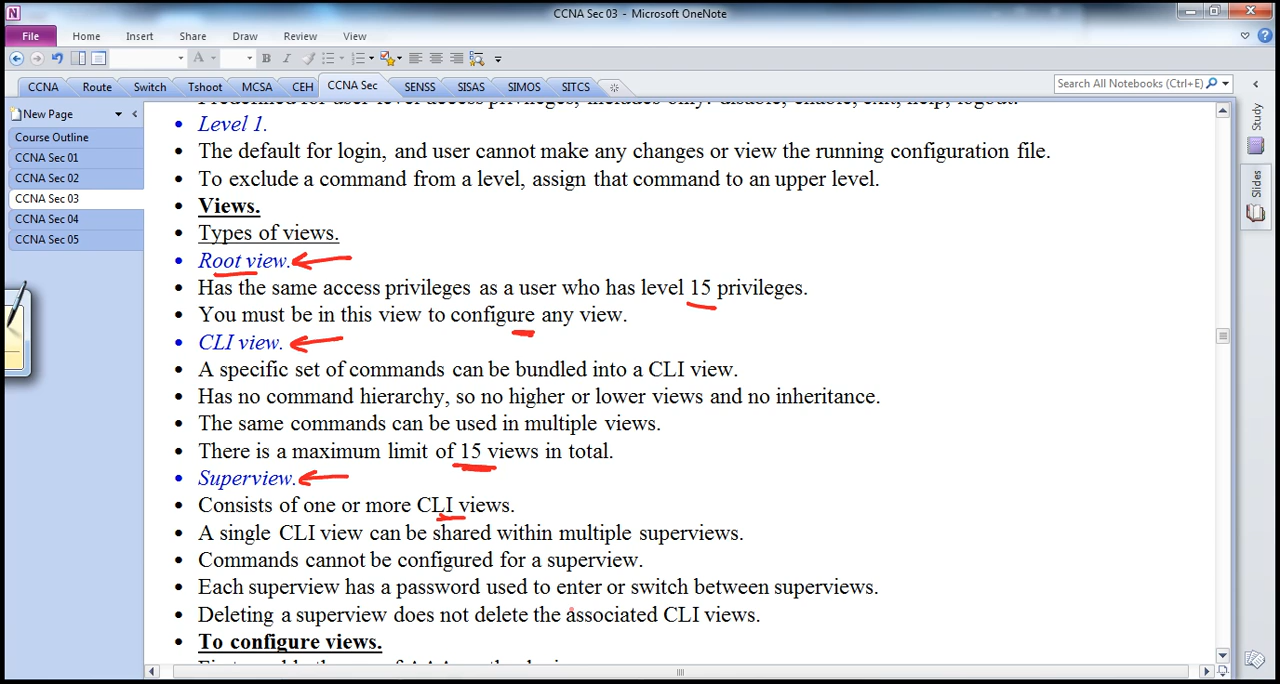 CCNA Sec 03 - Microsoft OneNote
File Home Insert Share Draw Review View
CCNA Route Switch Tshoot MCSA CEH CCNA Sec SENSS SISAS SIMOS SITCS
Search All Notebooks (Ctrl+E)
New Page
Course Outline
CCNA Sec 01
CCNA Sec 02
CCNA Sec 03
CCNA Sec 04
CCNA Sec 05
• Level 1.
• The default for login, and user cannot make any changes or view the running configuration file.
• To exclude a command from a level, assign that command to an upper level.
• Views.
• Types of views.
• Root view.
• Has the same access privileges as a user who has level 15 privileges.
• You must be in this view to configure any view.
• CLI view.
• A specific set of commands can be bundled into a CLI view.
• Has no command hierarchy, so no higher or lower views and no inheritance.
• The same commands can be used in multiple views.
• There is a maximum limit of 15 views in total.
• Superview.
• Consists of one or more CLI views.
• A single CLI view can be shared within multiple superviews.
• Commands cannot be configured for a superview.
• Each superview has a password used to enter or switch between superviews.
• Deleting a superview does not delete the associated CLI views.
• To configure views.
Study
Slides